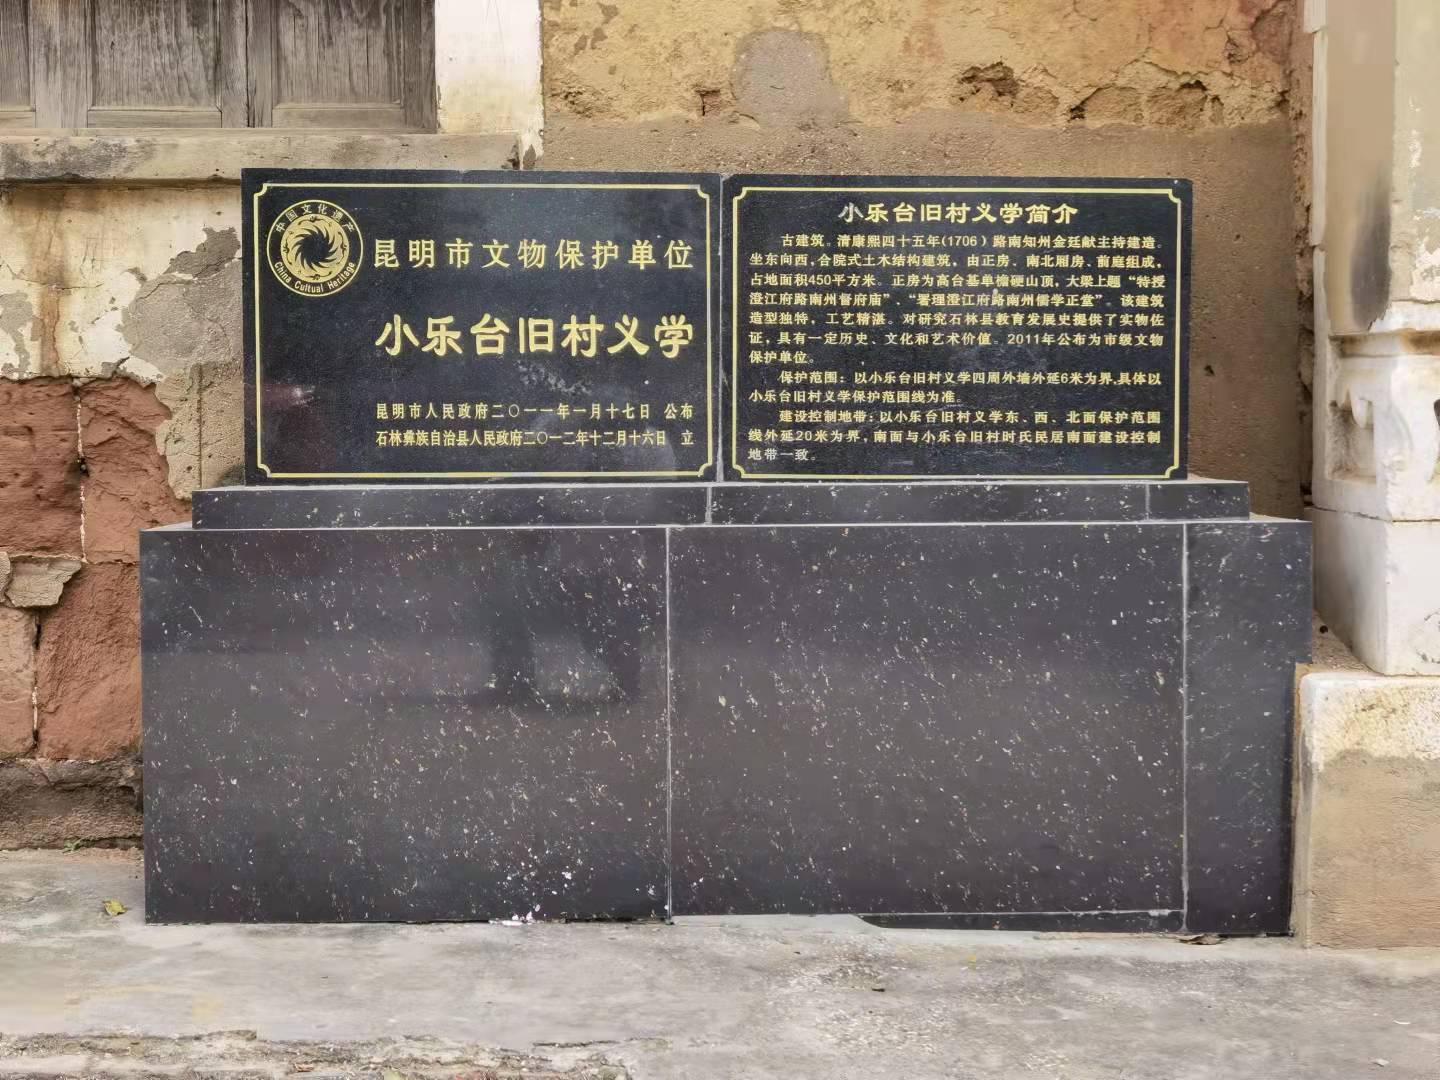 中国文化遗产
China Cultural Heritage
昆明市文物保护单位
小乐台旧村义学
昆明市人民政府二〇一一年一月十七日 公布
石林彝族自治县人民政府二〇一二年十二月十六日 立
小乐台旧村义学简介
古建筑。清康熙四十五年(1706)路南知州金廷献主持建造。
坐东向西,合院式土木结构建筑,由正房、南北厢房、前庭组成,
占地面积450平方米。正房为高台基单檐硬山顶,大梁上题“特授
澄江府路南州督府庙”、“署理澄江府路南州儒学正堂”。该建筑
造型独特,工艺精湛。对研究石林县教育发展史提供了实物佐
证,具有一定历史、文化和艺术价值。2011年公布为市级文物
保护单位。
保护范围:以小乐台旧村义学四周外墙外延6米为界,具体以
小乐台旧村义学保护范围线为准。
建设控制地带:以小乐台旧村义学东、西、北面保护范围
线外延20米为界,南面与小乐台旧村时氏民居南面建设控制
地带一致。